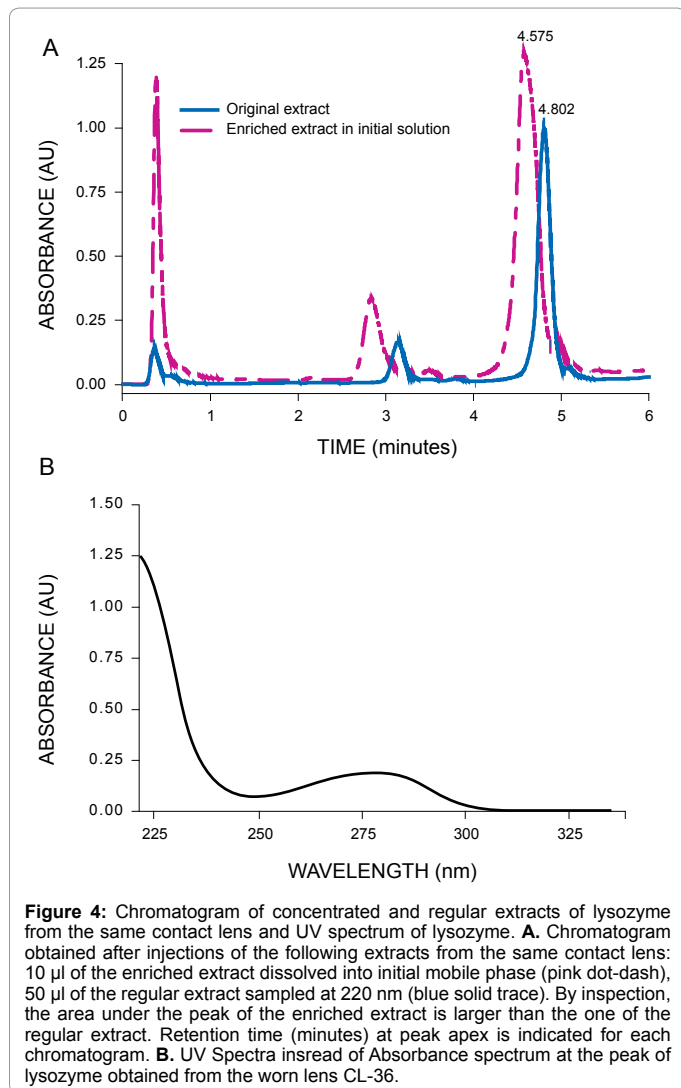 A
4.575
4.802
1.25
1.00
0.75
0.50
0.25
0.00
ABSORBANCE (AU)
Original extract
Enriched extract in initial solution
0 1 2 3 4 5 6
TIME (minutes)
B
1.50
1.25
1.00
0.75
0.50
0.25
0.00
ABSORBANCE (AU)
225 250 275 300 325
WAVELENGTH (nm)
Figure 4: Chromatogram of concentrated and regular extracts of lysozyme
from the same contact lens and UV spectrum of lysozyme. A. Chromatogram
obtained after injections of the following extracts from the same contact lens:
10 µl of the enriched extract dissolved into initial mobile phase (pink dot-dash),
50 µl of the regular extract sampled at 220 nm (blue solid trace). By inspection,
the area under the peak of the enriched extract is larger than the one of the
regular extract. Retention time (minutes) at peak apex is indicated for each
chromatogram. B. UV Spectra insread of Absorbance spectrum at the peak of
lysozyme obtained from the worn lens CL-36.